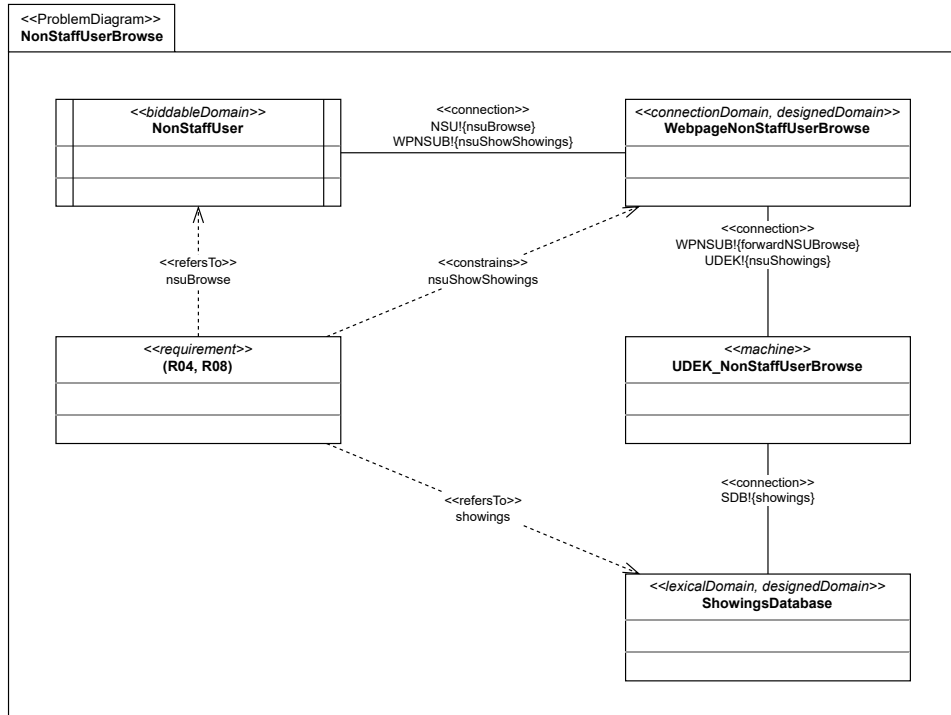 <<ProblemDiagram>>
NonStaffUserBrowse
<<biddableDomain>>
NonStaffUser
<<connection>>
NSU!{nsuBrowse}
WPNSUB!{nsuShowShowings}
<<connectionDomain, designedDomain>>
WebpageNonStaffUserBrowse
<<refersTo>>
nsuBrowse
<<constrains>>
nsuShowShowings
<<connection>>
WPNSUB!{forwardNSUBrowse}
UDEK!{nsuShowings}
<<requirement>>
(R04, R08)
<<machine>>
UDEK_NonStaffUserBrowse
<<refersTo>>
showings
<<connection>>
SDB!{showings}
<<lexicalDomain, designedDomain>>
ShowingsDatabase